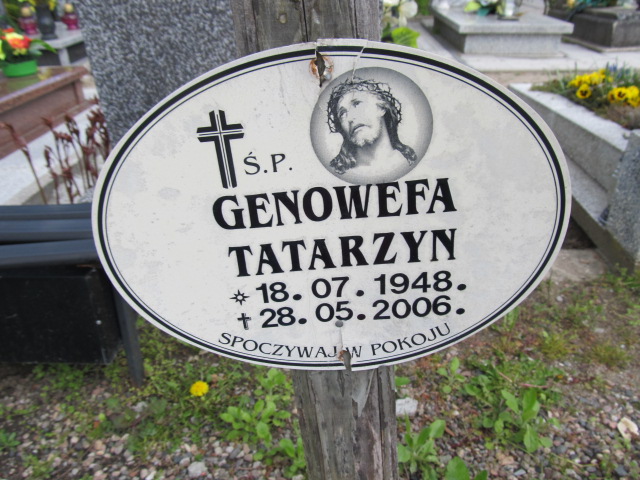 Ś.P.
GENOWEFA
TATARZYN
18.07.1948.
28.05.2006.
SPOCZYWAJ W POKOJU